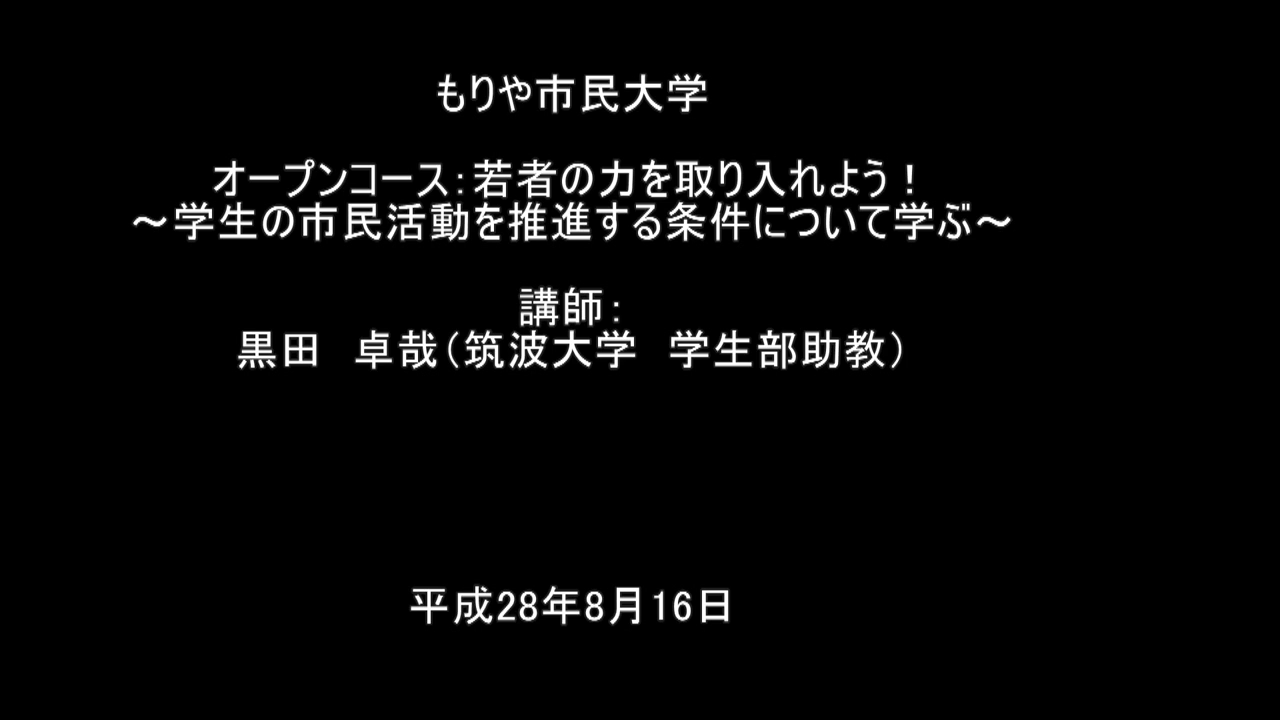 もりや市民大学
オープンコース：若者の力を取り入れよう！
～学生の市民活動を推進する条件について学ぶ～
講師：
黒田　卓哉（筑波大学　学生部助教）
平成28年8月16日